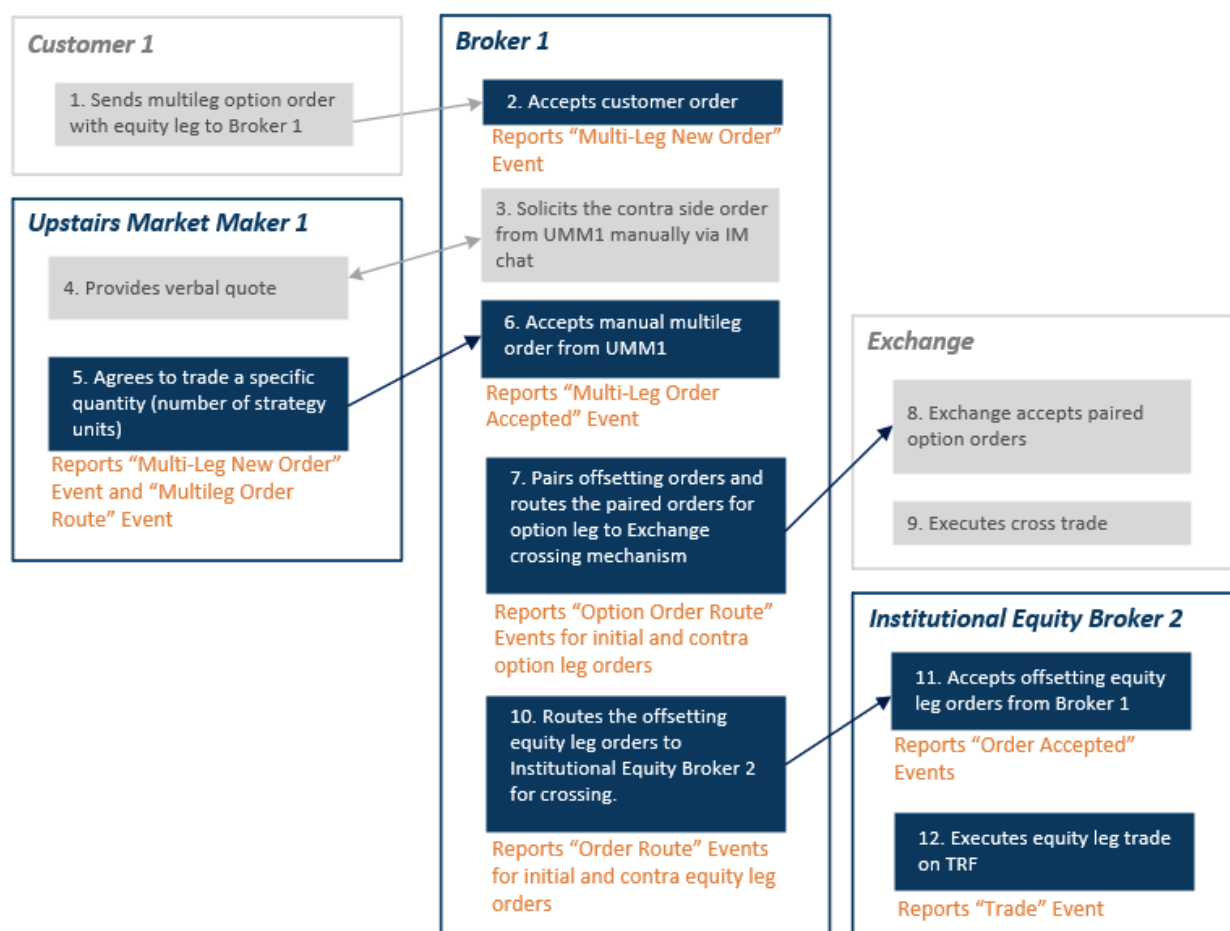 Customer 1
1. Sends multileg option order
with equity leg to Broker 1
Upstairs Market Maker 1
4. Provides verbal quote
5. Agrees to trade a specific
quantity (number of strategy
units)
Reports “Multi-Leg New Order”
Event and “Multileg Order
Route” Event
Broker 1
2. Accepts customer order
Reports “Multi-Leg New Order”
Event
3. Solicits the contra side order
from UMM1 manually via IM
chat
6. Accepts manual multileg
order from UMM1
Reports “Multi-Leg Order
Accepted” Event
7. Pairs offsetting orders and
routes the paired orders for
option leg to Exchange
crossing mechanism
Reports “Option Order Route”
Events for initial and contra
option leg orders
10. Routes the offsetting
equity leg orders to
Institutional Equity Broker 2
for crossing.
Reports “Order Route” Events
for initial and contra equity leg
orders
Exchange
8. Exchange accepts paired
option orders
9. Executes cross trade
Institutional Equity Broker 2
11. Accepts offsetting equity
leg orders from Broker 1
Reports “Order Accepted”
Events
12. Executes equity leg trade
on TRF
Reports “Trade” Event